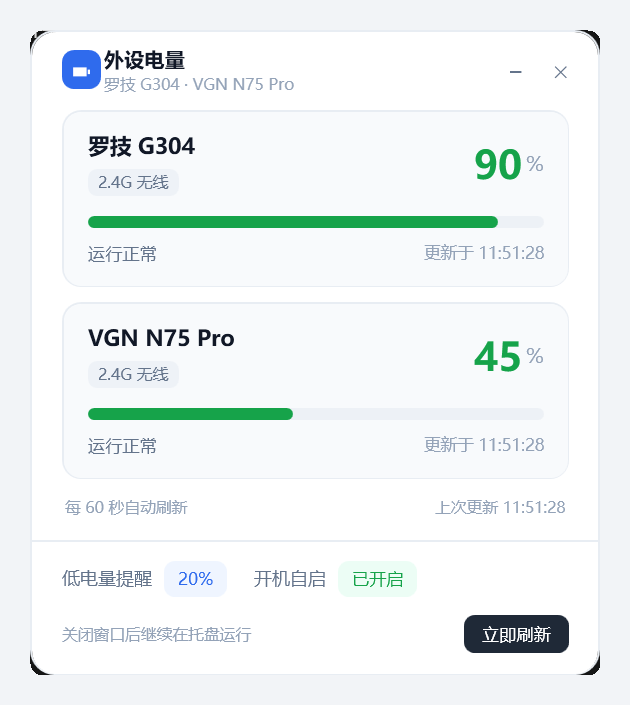 外设电量
罗技 G304 · VGN N75 Pro
罗技 G304
2.4G 无线
90 %
运行正常
更新于 11:51:28
VGN N75 Pro
2.4G 无线
45 %
运行正常
更新于 11:51:28
每 60 秒自动刷新
上次更新 11:51:28
低电量提醒 20% 开机自启 已开启
关闭窗口后继续在托盘运行
立即刷新